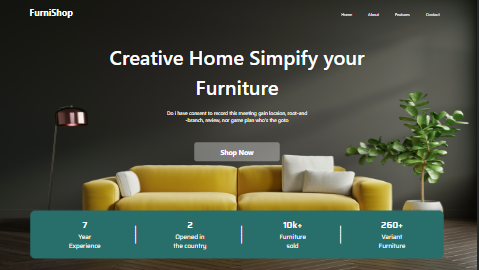 FurniShop
Home About Features Contact
Creative Home Simpify your
Furniture
Do i have consent to record this meeting gain locaion, root-and
-branch, review, nor game plan who's the goto
Shop Now
7 2 10k+ 260+
Year Opened in Furniture Variant
Experience the country sold Furniture